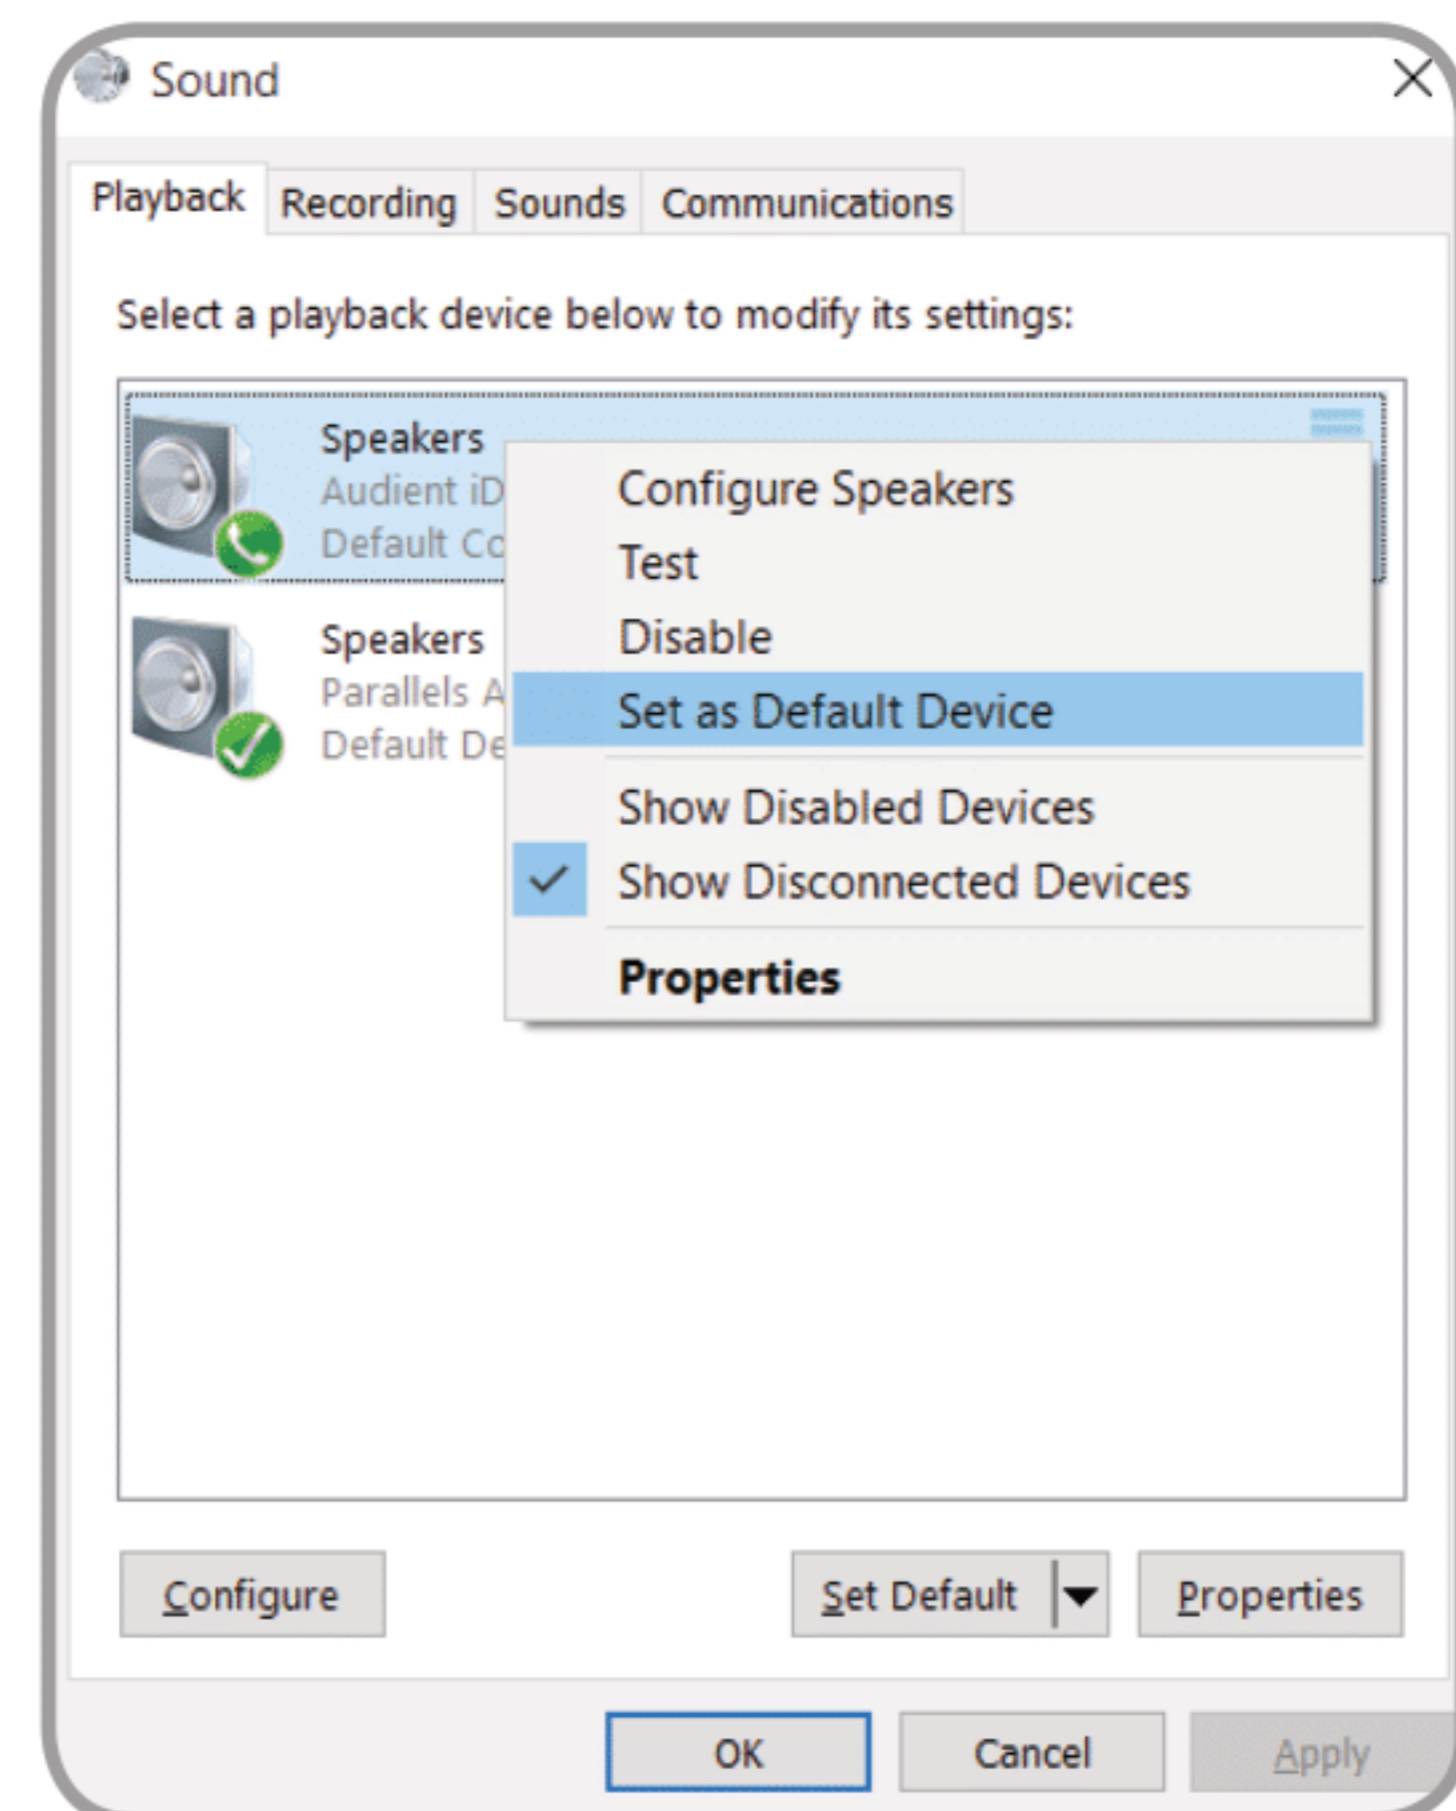 Sound
Playback Recording Sounds Communications
Select a playback device below to modify its settings:
Speakers
Audient iD
Default Co
Configure Speakers
Test
Disable
Set as Default Device
Show Disabled Devices
Show Disconnected Devices
Properties
Speakers
Parallels A
Default De
Configure Set Default Properties
OK Cancel Apply